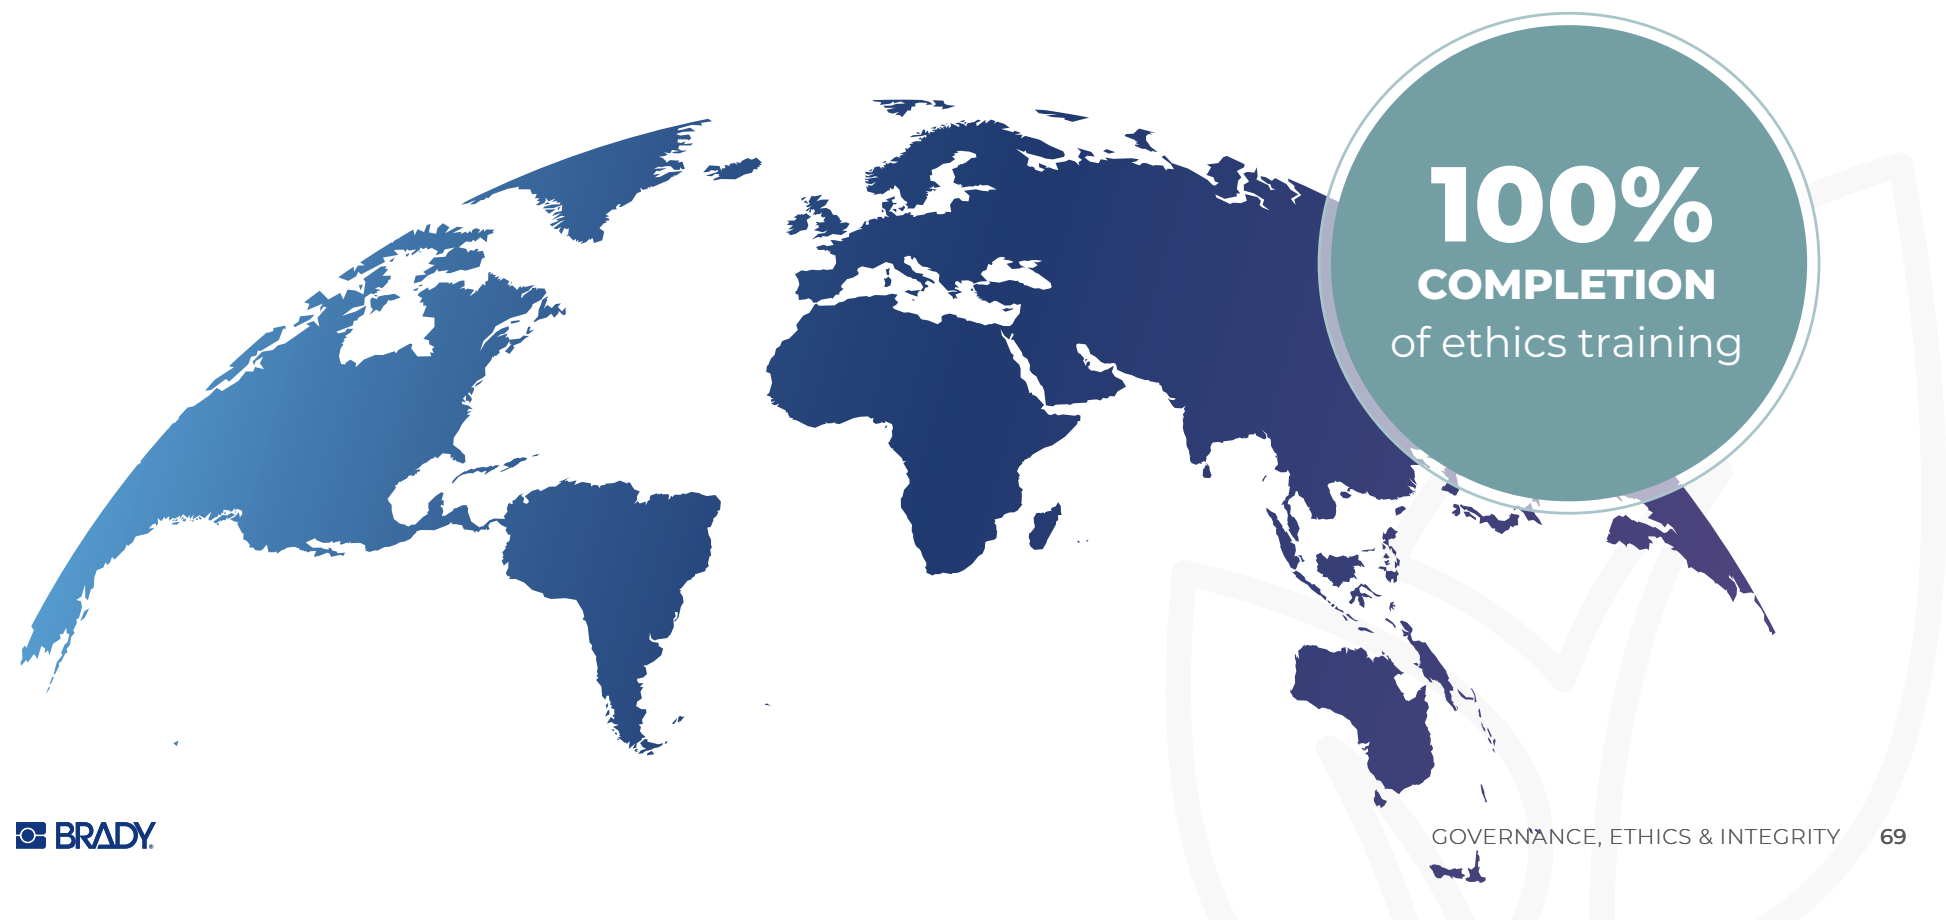 100%
COMPLETION
of ethics training
BRADY®
GOVERNANCE, ETHICS & INTEGRITY 69